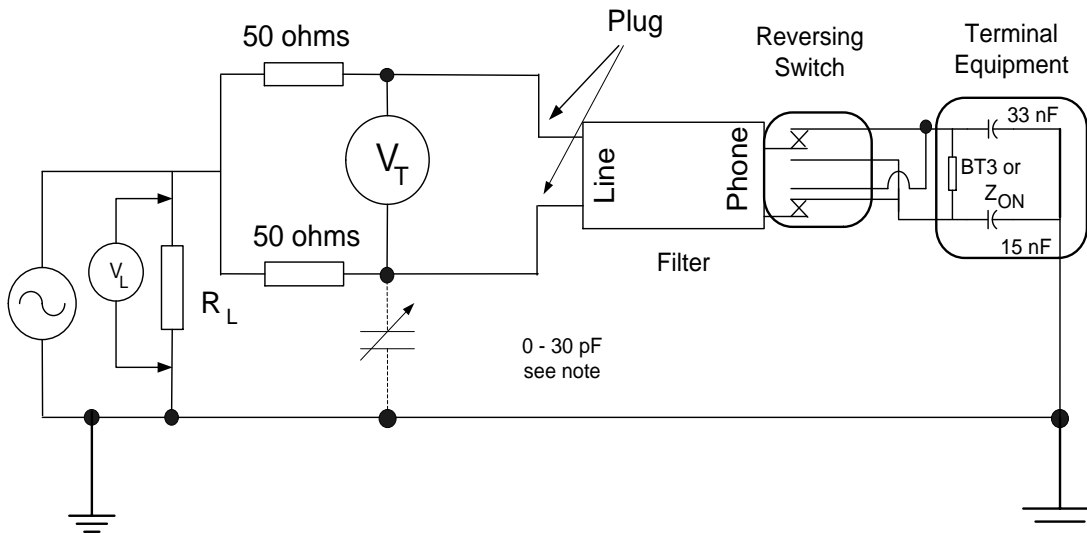 Plug
50 ohms
Reversing
Switch
Terminal
Equipment
33 nF
V_T
Line
Phone
BT3 or
Z_ON
50 ohms
15 nF
Filter
V_L
R_L
0 - 30 pF
see note